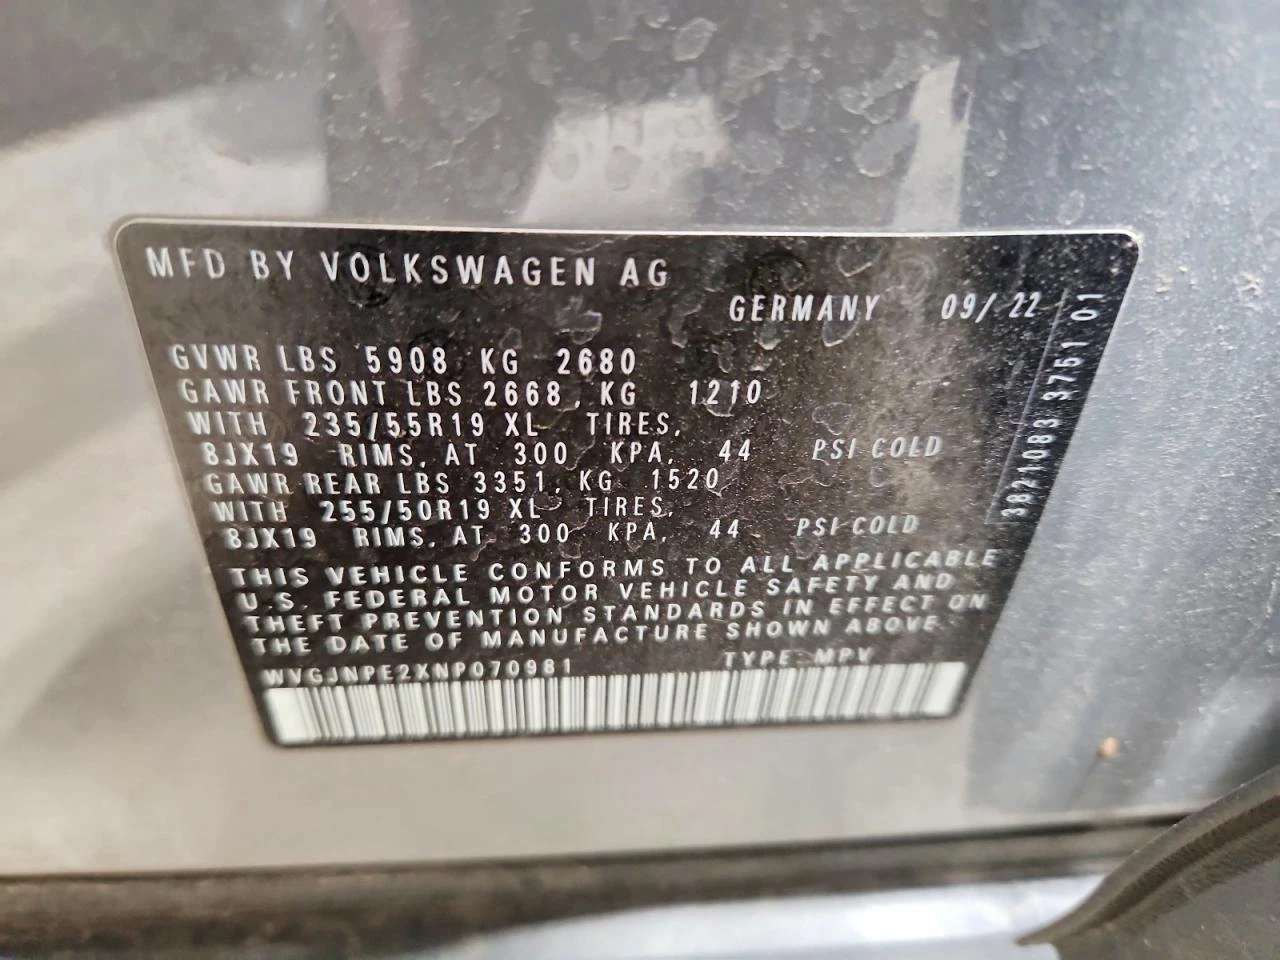 MFD BY VOLKSWAGEN AG
GERMANY 09/ 22
GVWR LBS 5908 KG 2680
GAWR FRONT LBS 2668, KG 1210
WITH 235/55R19 XL TIRES,
8JX19 RIMS, AT 300 KPA, 44 PSI COLD
GAWR REAR LBS 3351, KG 1520
WITH 255/50R19 XL TIRES,
8JX19 RIMS, AT 300 KPA, 44 PSI COLD
THIS VEHICLE CONFORMS TO ALL APPLICABLE
U.S. FEDERAL MOTOR VEHICLE SAFETY AND
THEFT PREVENTION STANDARDS IN EFFECT ON
THE DATE OF MANUFACTURE SHOWN ABOVE.
WVGJNPE2XNP070981 TYPE: MPV
3821083 3761 01